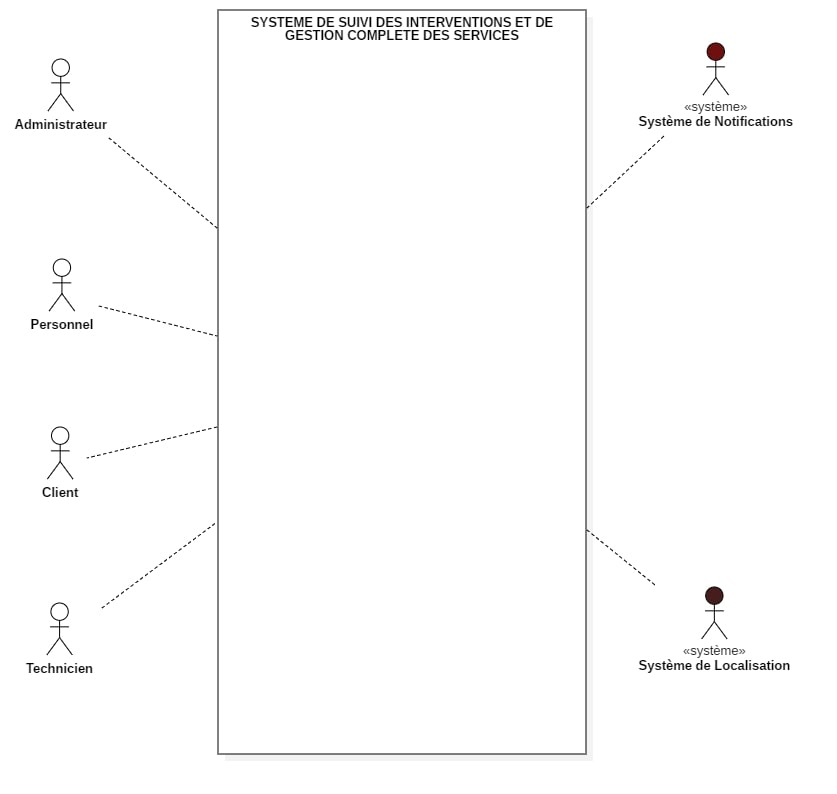 SYSTEME DE SUIVI DES INTERVENTIONS ET DE
GESTION COMPLETE DES SERVICES
Administrateur
Personnel
Client
Technicien
«système»
Système de Notifications
«système»
Système de Localisation